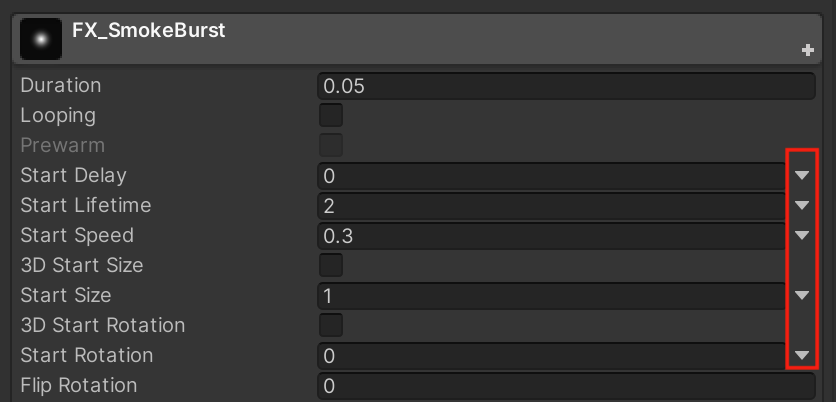 FX_SmokeBurst
Duration 0.05
Looping
Prewarm
Start Delay 0
Start Lifetime 2
Start Speed 0.3
3D Start Size
Start Size 1
3D Start Rotation
Start Rotation 0
Flip Rotation 0